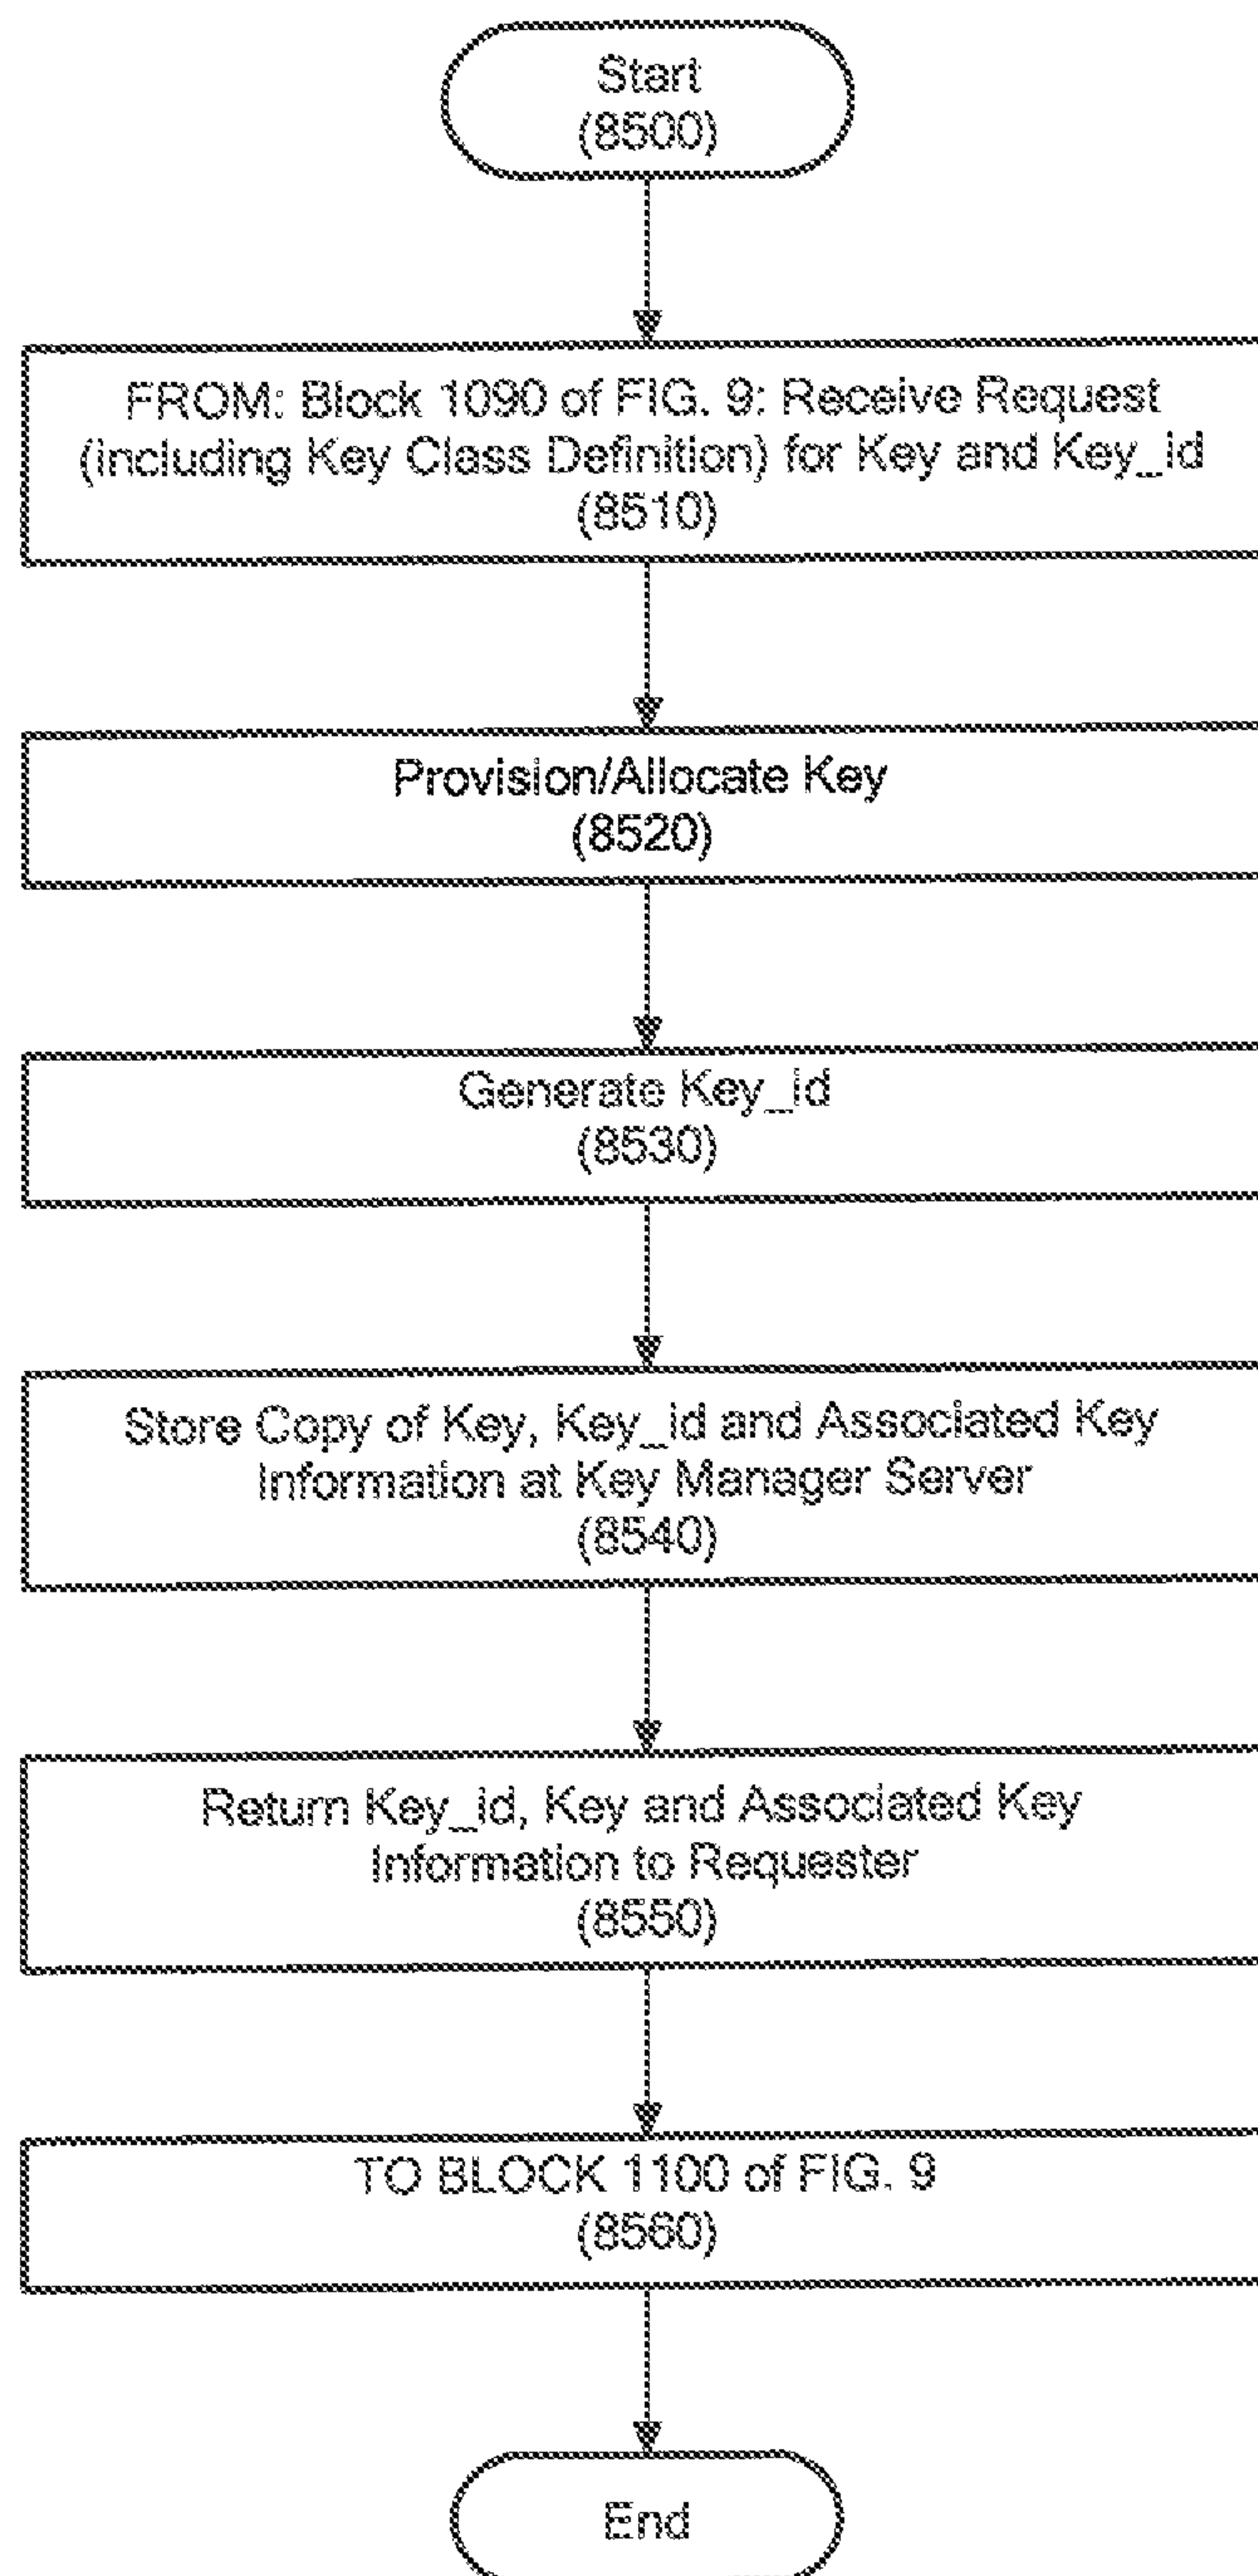 Start
(8500)
FROM: Block 1090 of FIG. 9: Receive Request
(including Key Class Definition) for Key and Key_id
(8510)
Provision/Allocate Key
(8520)
Generate Key_id
(8530)
Store Copy of Key, Key_id and Associated Key
Information at Key Manager Server
(8540)
Return Key_id, Key and Associated Key
Information to Requester
(8550)
TO BLOCK 1100 of FIG. 9
(8560)
End